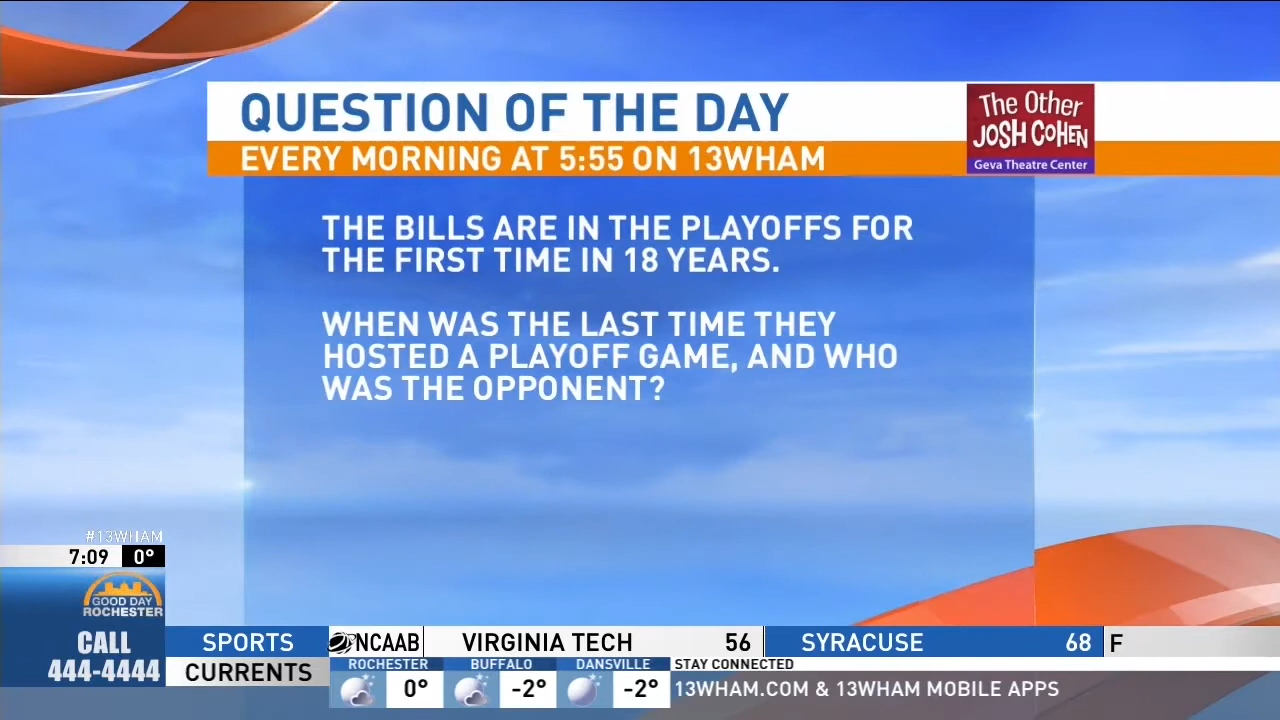 QUESTION OF THE DAY
EVERY MORNING AT 5:55 ON 13WHAM
The Other
JOSH COHEN
Geva Theatre Center
THE BILLS ARE IN THE PLAYOFFS FOR
THE FIRST TIME IN 18 YEARS.
WHEN WAS THE LAST TIME THEY
HOSTED A PLAYOFF GAME, AND WHO
WAS THE OPPONENT?
#13WHAM
7:09 0°
GOOD DAY
ROCHESTER
CALL
444-4444
SPORTS NCAAB VIRGINIA TECH 56 SYRACUSE 68 F
CURRENTS
ROCHESTER 0°
BUFFALO -2°
DANSVILLE -2°
STAY CONNECTED
13WHAM.COM & 13WHAM MOBILE APPS